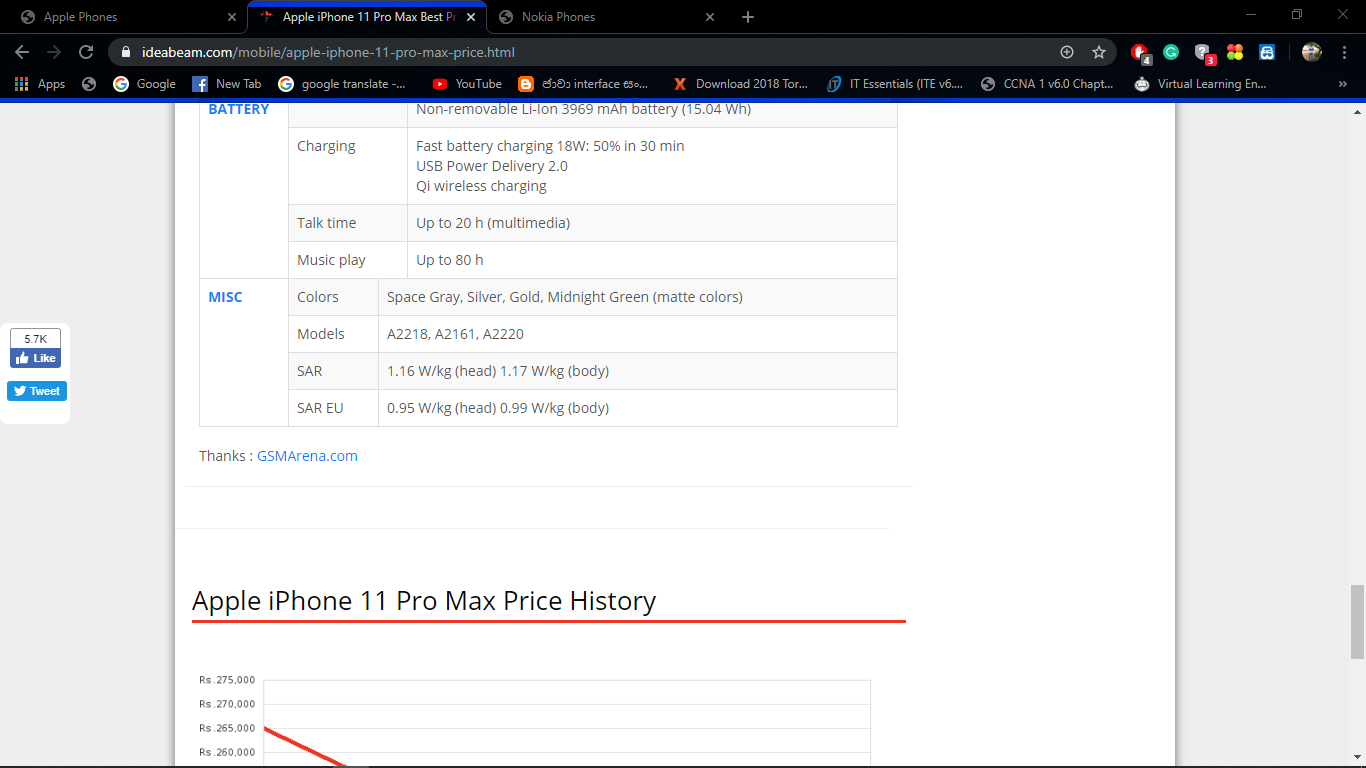 Apple Phones
Apple iPhone 11 Pro Max Best Pr
Nokia Phones
ideabeam.com/mobile/apple-iphone-11-pro-max-price.html
4
3
Apps
Google
New Tab
google translate -...
YouTube
ජාවා interface සං...
Download 2018 Tor...
IT Essentials (ITE v6....
CCNA 1 v6.0 Chapt...
Virtual Learning En...
BATTERY
Non-removable Li-Ion 3969 mAh battery (15.04 Wh)
Charging
Fast battery charging 18W: 50% in 30 min
USB Power Delivery 2.0
Qi wireless charging
Talk time
Up to 20 h (multimedia)
Music play
Up to 80 h
MISC
Colors
Space Gray, Silver, Gold, Midnight Green (matte colors)
Models
A2218, A2161, A2220
SAR
1.16 W/kg (head) 1.17 W/kg (body)
SAR EU
0.95 W/kg (head) 0.99 W/kg (body)
5.7K
Like
Tweet
Thanks : GSMArena.com
Apple iPhone 11 Pro Max Price History
Rs.275,000
Rs.270,000
Rs.265,000
Rs.260,000